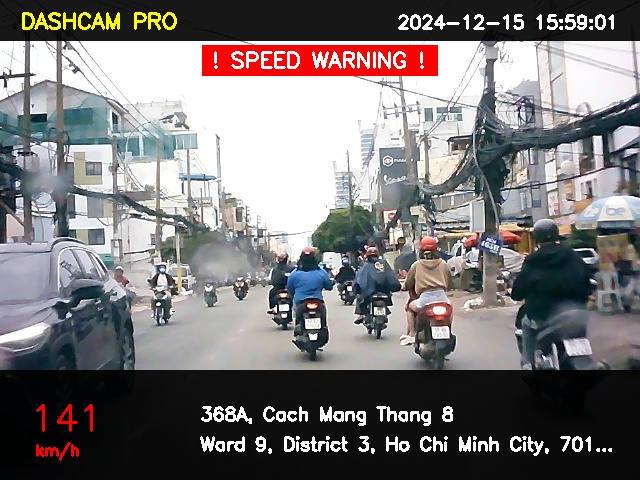 DASHCAM PRO
2024-12-15 15:59:01
! SPEED WARNING !
141
km/h
368A, Cach Mang Thang 8
Ward 9, District 3, Ho Chi Minh City, 701...